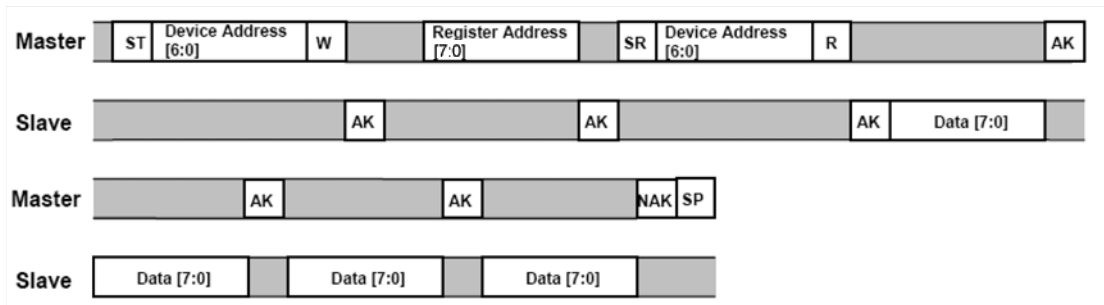 Master ST Device Address [6:0] W Register Address [7:0] SR Device Address [6:0] R AK
Slave AK AK AK Data [7:0]
Master AK AK NAK SP
Slave Data [7:0] Data [7:0] Data [7:0]